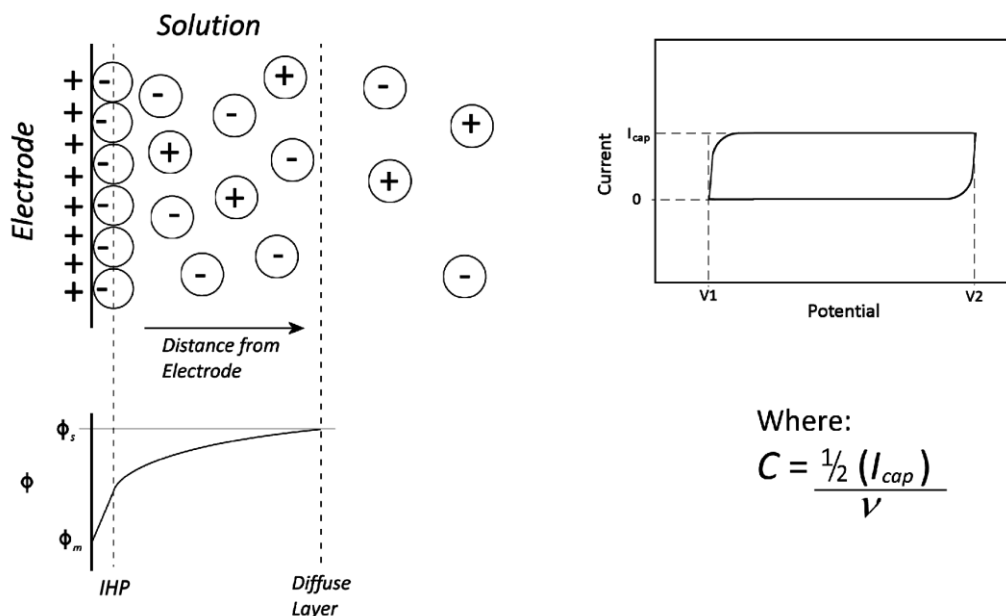 Solution
Electrode
+ - - - + - -
+ - - +
+ - + - +
+ - - +
+ - - -
+ - -
+
+
Distance from
Electrode
ϕs
ϕ
ϕm
IHP
Diffuse
Layer
Current
Icap
0
V1
V2
Potential
Where:
C = ½ (Icap)
ν